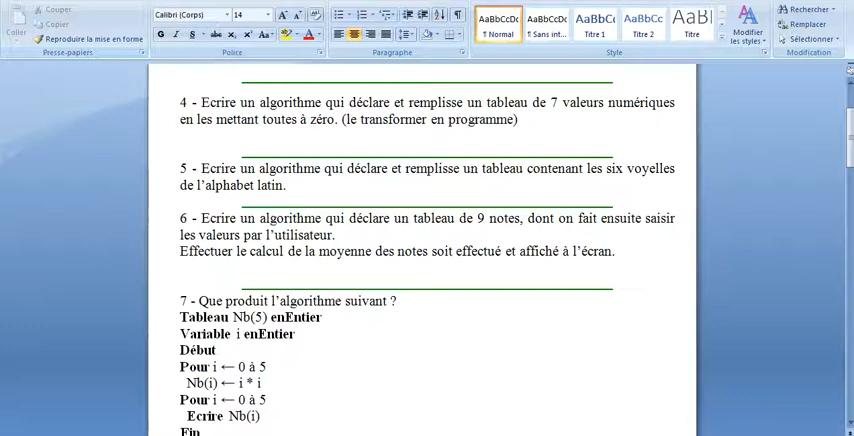 Couper
Copier
Coller
Reproduire la mise en forme
Presse-papiers
Calibri (Corps)
14
Police
Paragraphe
AaBbCcDc
¶ Normal
AaBbCcDc
¶ Sans int...
AaBbC
Titre 1
AaBbCc
Titre 2
AaB
Titre
Modifier
les styles
Style
Rechercher
Remplacer
Sélectionner
Modification
4 - Ecrire un algorithme qui déclare et remplisse un tableau de 7 valeurs numériques
en les mettant toutes à zéro. (le transformer en programme)
5 - Ecrire un algorithme qui déclare et remplisse un tableau contenant les six voyelles
de l’alphabet latin.
6 - Ecrire un algorithme qui déclare un tableau de 9 notes, dont on fait ensuite saisir
les valeurs par l’utilisateur.
Effectuer le calcul de la moyenne des notes soit effectué et affiché à l’écran.
7 - Que produit l’algorithme suivant ?
Tableau Nb(5) enEntier
Variable i enEntier
Début
Pour i ← 0 à 5
Nb(i) ← i * i
Pour i ← 0 à 5
Ecrire Nb(i)
Fin